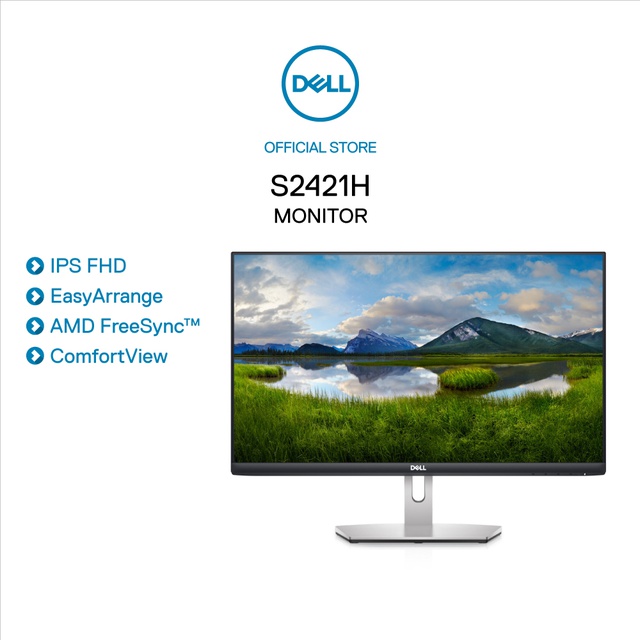 DELL
OFFICIAL STORE
S2421H
MONITOR
IPS FHD
EasyArrange
AMD FreeSync™
ComfortView
DELL